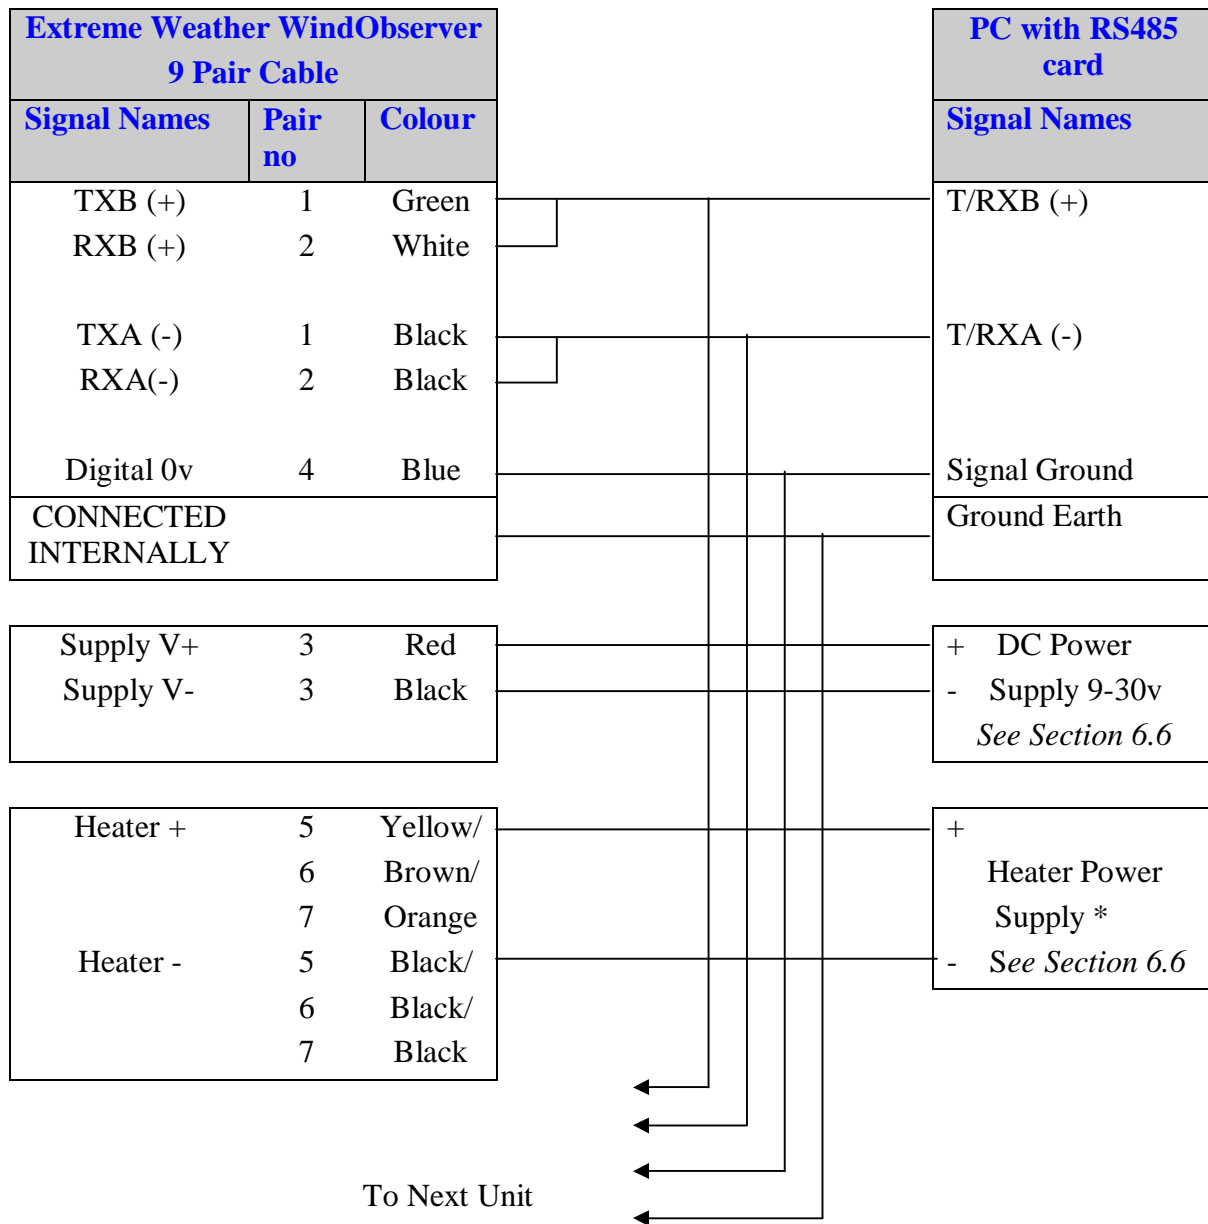 Extreme Weather WindObserver
9 Pair Cable
PC with RS485
card
Signal Names Pair
no Colour
Signal Names
TXB (+) 1 Green
T/RXB (+)
RXB (+) 2 White
TXA (-) 1 Black
T/RXA (-)
RXA(-) 2 Black
Digital 0v 4 Blue
Signal Ground
CONNECTED
INTERNALLY
Ground Earth
Supply V+ 3 Red
+ DC Power
Supply V- 3 Black
- Supply 9-30v
See Section 6.6
Heater + 5 Yellow/
+
6 Brown/
Heater Power
7 Orange
Supply *
Heater - 5 Black/
- See Section 6.6
6 Black/
7 Black
To Next Unit